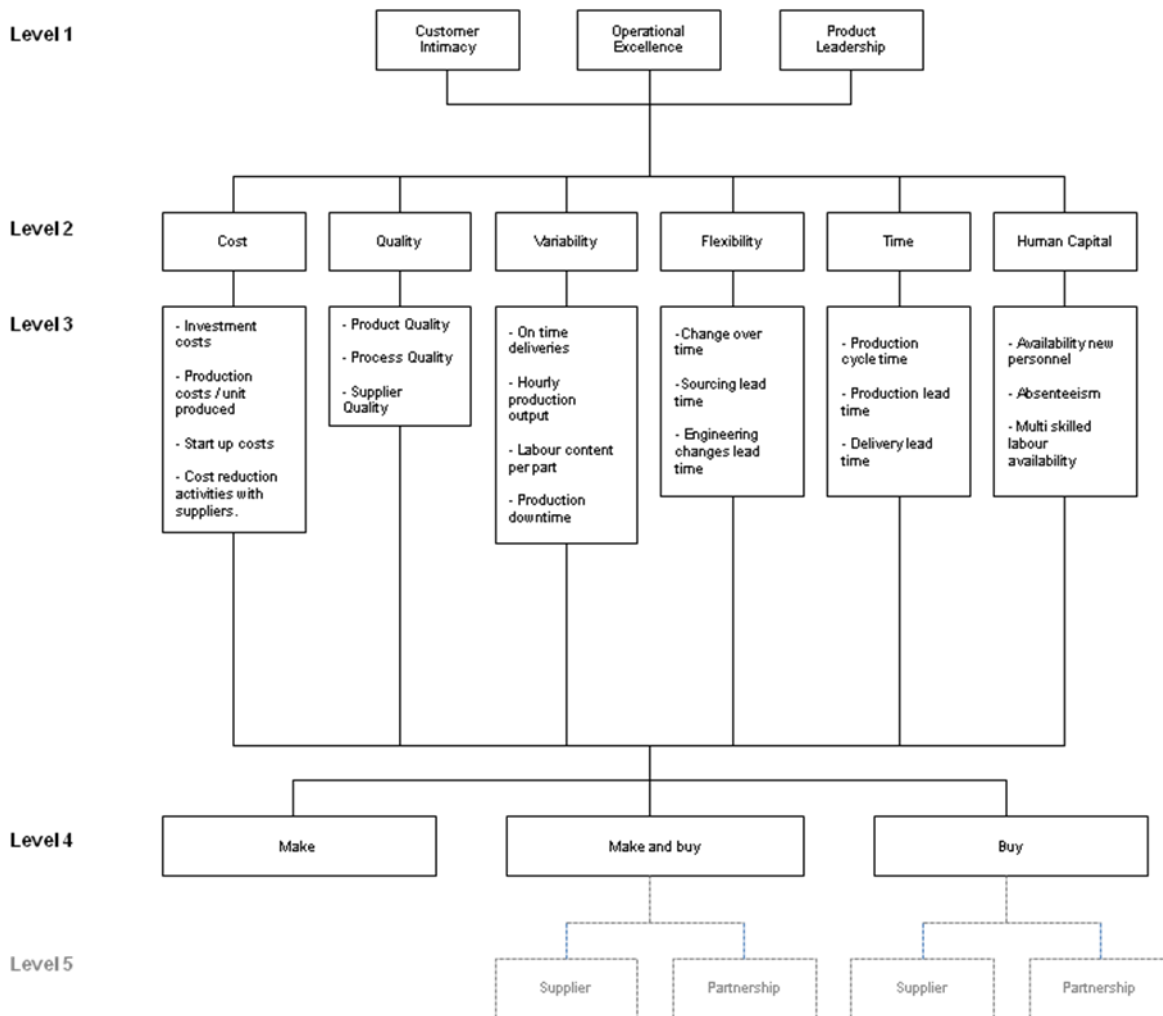 Level 1
Customer
Intimacy
Operational
Excellence
Product
Leadership
Level 2
Cost
Quality
Variability
Flexibility
Time
Human Capital
Level 3
- Investment
costs
- Production
costs / unit
produced
- Start up costs
- Cost reduction
activities with
suppliers.
- Product Quality
- Process Quality
- Supplier
Quality
- On time
deliveries
- Hourly
production
output
- Labour content
per part
- Production
downtime
- Change over
time
- Sourcing lead
time
- Engineering
changes lead
time
- Production
cycle time
- Production lead
time
- Delivery lead
time
- Availability new
personnel
- Absenteeism
- Multi skilled
labour
availability
Level 4
Make
Make and buy
Buy
Level 5
Supplier
Partnership
Supplier
Partnership